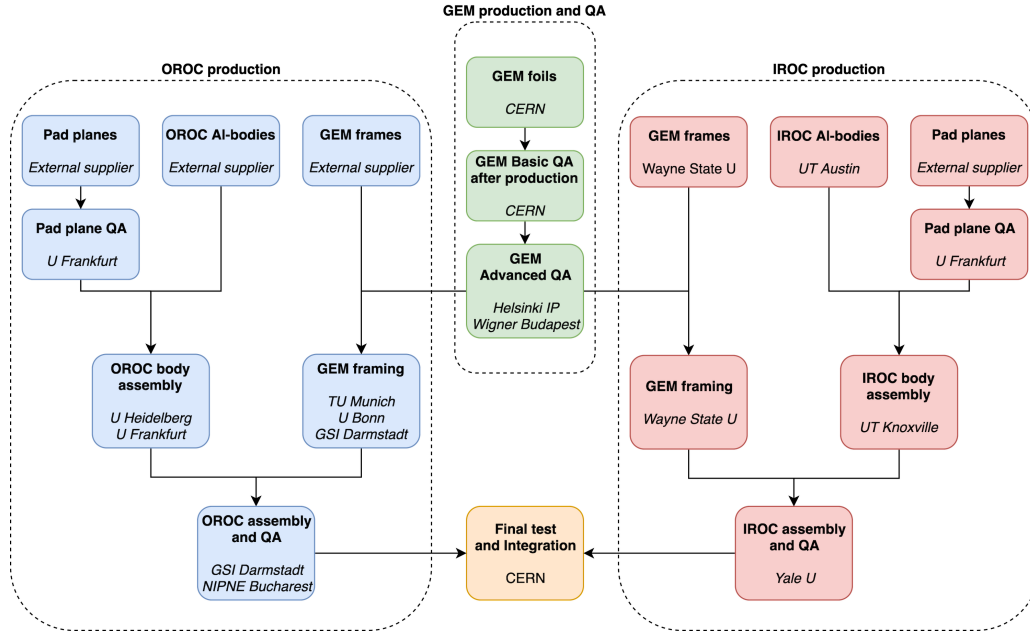 GEM production and QA
GEM foils
CERN
GEM Basic QA
after production
CERN
GEM
Advanced QA
Helsinki IP
Wigner Budapest
OROC production
Pad planes
External supplier
OROC Al-bodies
External supplier
GEM frames
External supplier
Pad plane QA
U Frankfurt
OROC body
assembly
U Heidelberg
U Frankfurt
GEM framing
TU Munich
U Bonn
GSI Darmstadt
OROC assembly
and QA
GSI Darmstadt
NIPNE Bucharest
Final test
and Integration
CERN
IROC production
GEM frames
Wayne State U
IROC Al-bodies
UT Austin
Pad planes
External supplier
Pad plane QA
U Frankfurt
GEM framing
Wayne State U
IROC body
assembly
UT Knoxville
IROC assembly
and QA
Yale U